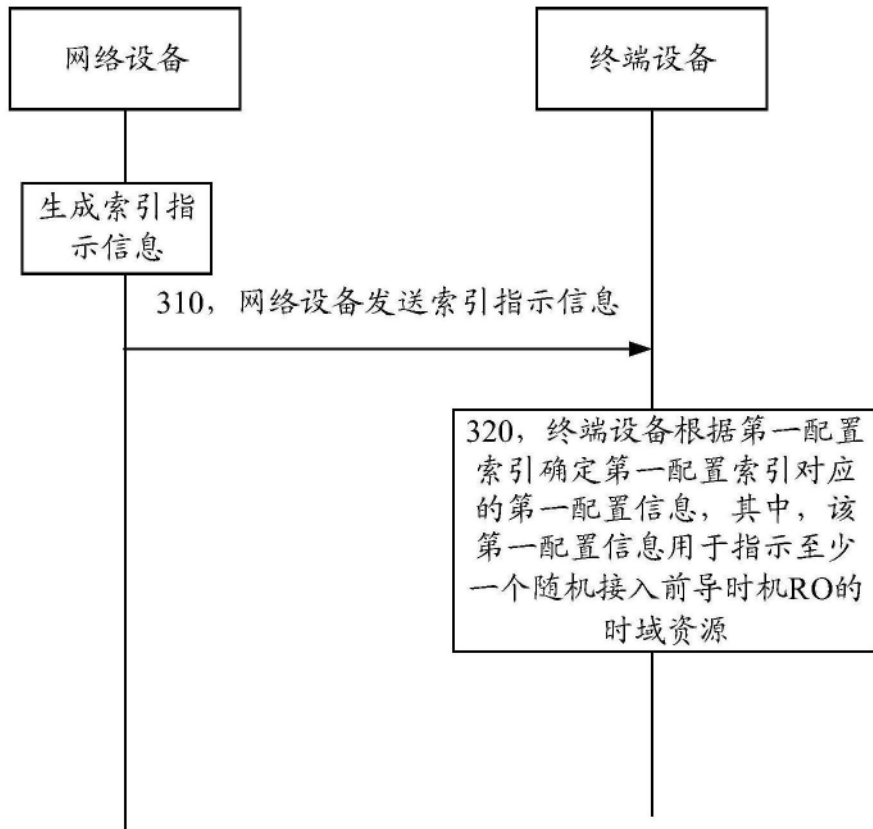 网络设备
终端设备
生成索引指
示信息
310，网络设备发送索引指示信息
320，终端设备根据第一配置
索引确定第一配置索引对应
的第一配置信息，其中，该
第一配置信息用于指示至少
一个随机接入前导时机RO的
时域资源